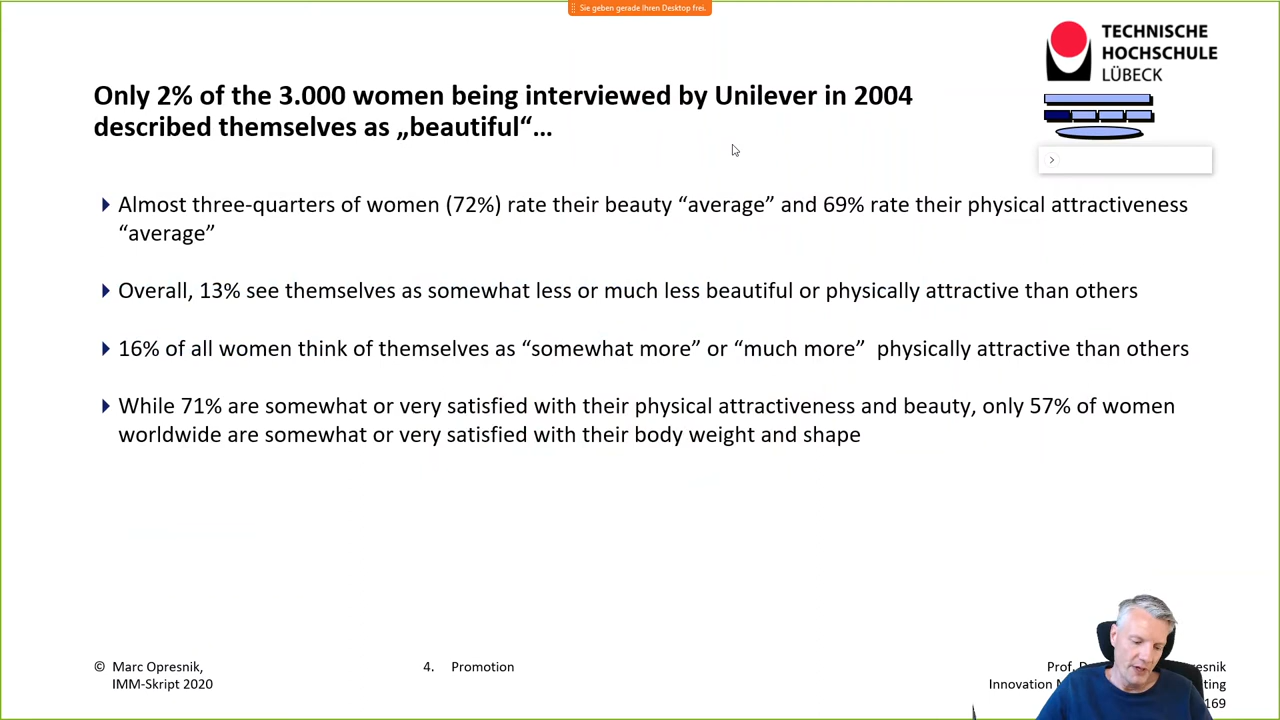 Sie geben gerade Ihren Desktop frei.
TECHNISCHE
HOCHSCHULE
LÜBECK
Only 2% of the 3.000 women being interviewed by Unilever in 2004
described themselves as „beautiful“...
Almost three-quarters of women (72%) rate their beauty “average” and 69% rate their physical attractiveness
“average”
Overall, 13% see themselves as somewhat less or much less beautiful or physically attractive than others
16% of all women think of themselves as “somewhat more” or “much more”  physically attractive than others
While 71% are somewhat or very satisfied with their physical attractiveness and beauty, only 57% of women
worldwide are somewhat or very satisfied with their body weight and shape
© Marc Opresnik,
IMM-Skript 2020
4. Promotion
Prof.
Innovation
169